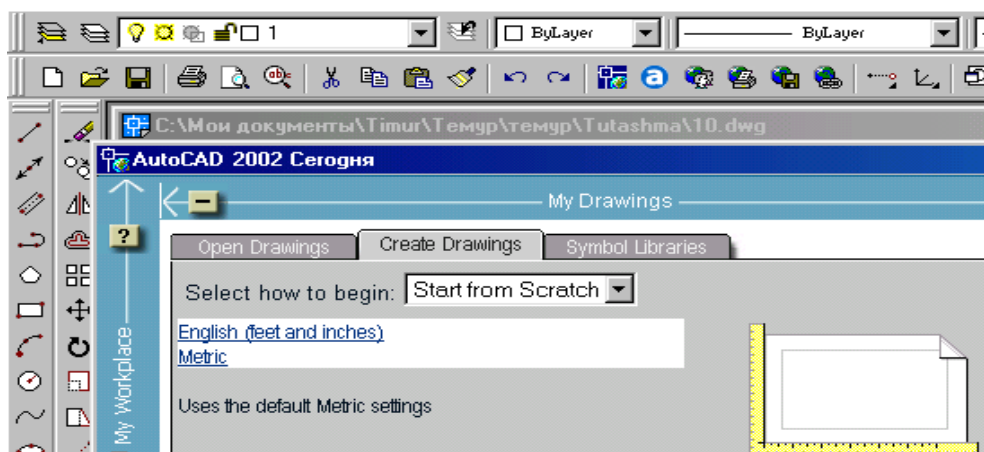 1 ByLayer ByLayer
C:\Мои документы\Timur\Темур\темур\Tutashma\10.dwg
AutoCAD 2002 Сегодня
My Drawings
?
Open Drawings Create Drawings Symbol Libraries
Select how to begin: Start from Scratch
English (feet and inches)
Metric
My Workplace
Uses the default Metric settings